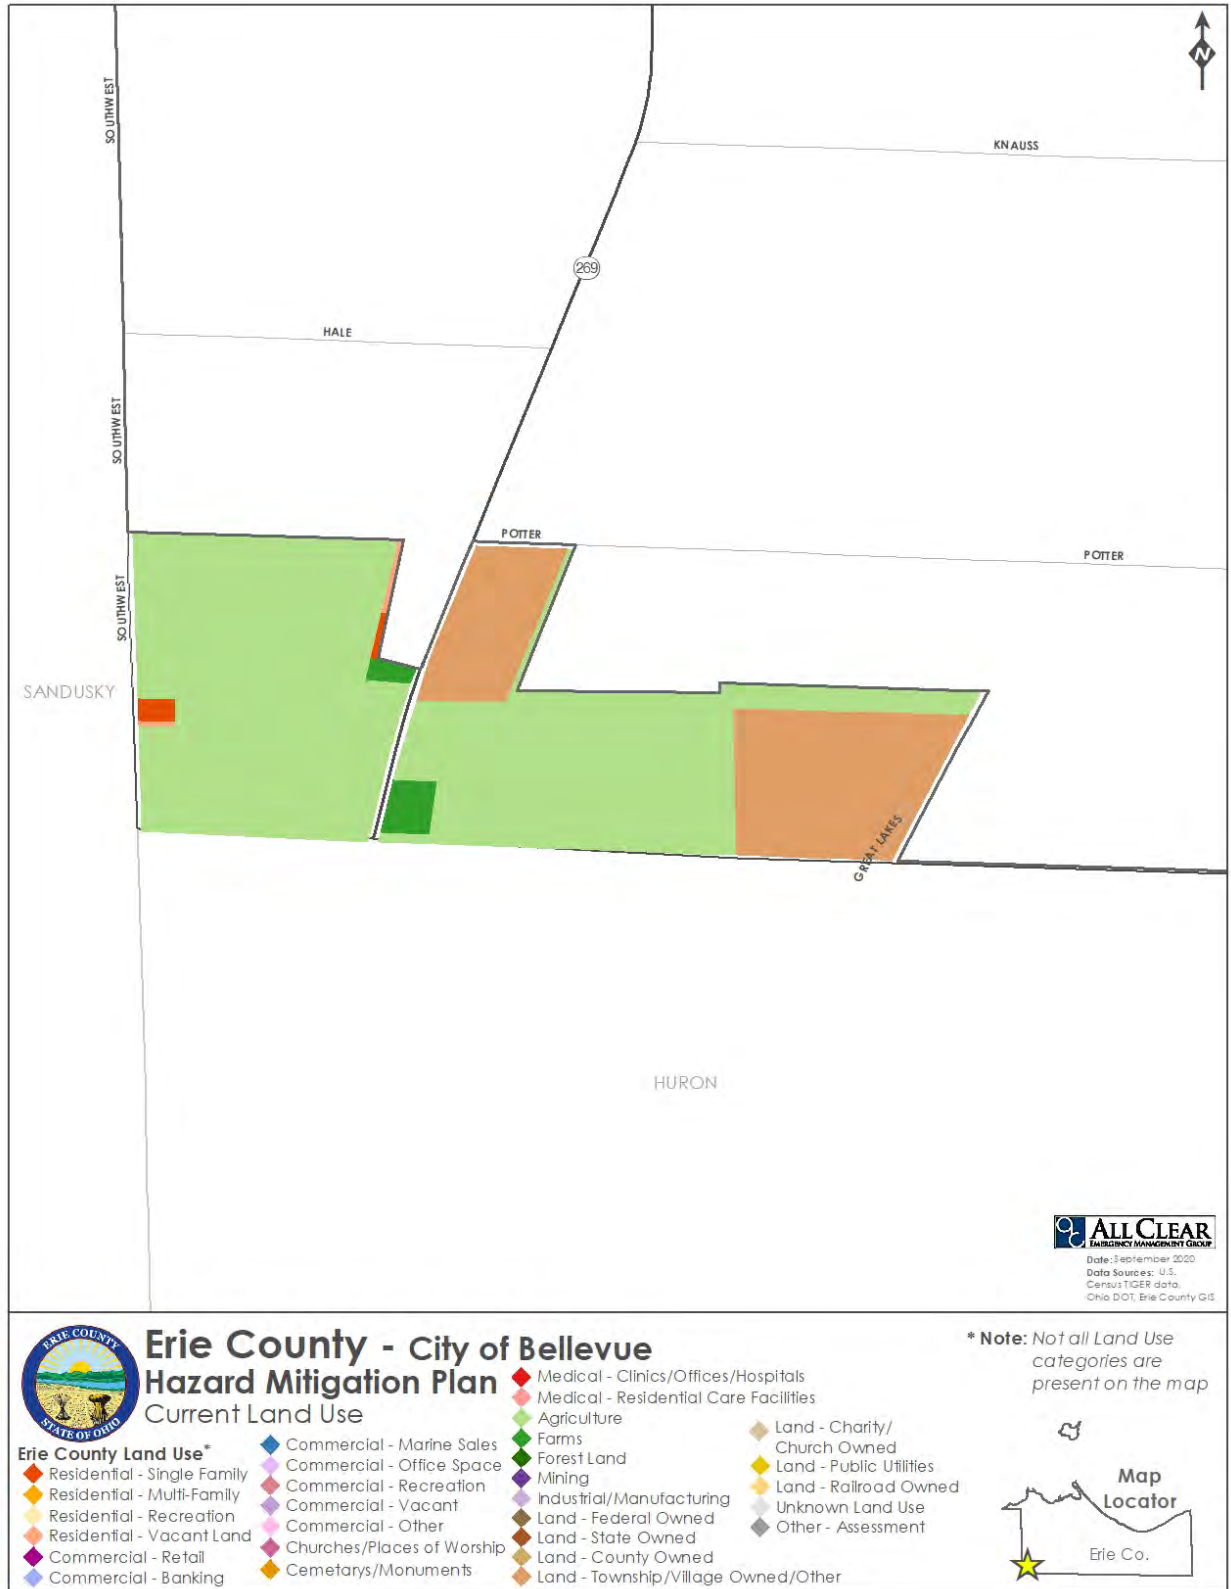 N
SOUTHWEST
KNAUSS
269
HALE
SOUTHWEST
POTTER
POTTER
SOUTHWEST
SANDUSKY
GREAT LAKES
HURON
ALL CLEAR
EMERGENCY MANAGEMENT GROUP
Date: September 2020
Data Sources: U.S.
Census TIGER data,
Ohio DOT, Erie County GIS
ERIE COUNTY
STATE OF OHIO
Erie County - City of Bellevue
Hazard Mitigation Plan
Current Land Use
Erie County Land Use*
Residential - Single Family
Residential - Multi-Family
Residential - Recreation
Residential - Vacant Land
Commercial - Retail
Commercial - Banking
Commercial - Marine Sales
Commercial - Office Space
Commercial - Recreation
Commercial - Vacant
Commercial - Other
Churches/Places of Worship
Cemetarys/Monuments
Medical - Clinics/Offices/Hospitals
Medical - Residential Care Facilities
Agriculture
Farms
Forest Land
Mining
Industrial/Manufacturing
Land - Federal Owned
Land - State Owned
Land - County Owned
Land - Township/Village Owned/Other
Land - Charity/
Church Owned
Land - Public Utilities
Land - Railroad Owned
Unknown Land Use
Other - Assessment
* Note: Not all Land Use
categories are
present on the map
Map
Locator
Erie Co.